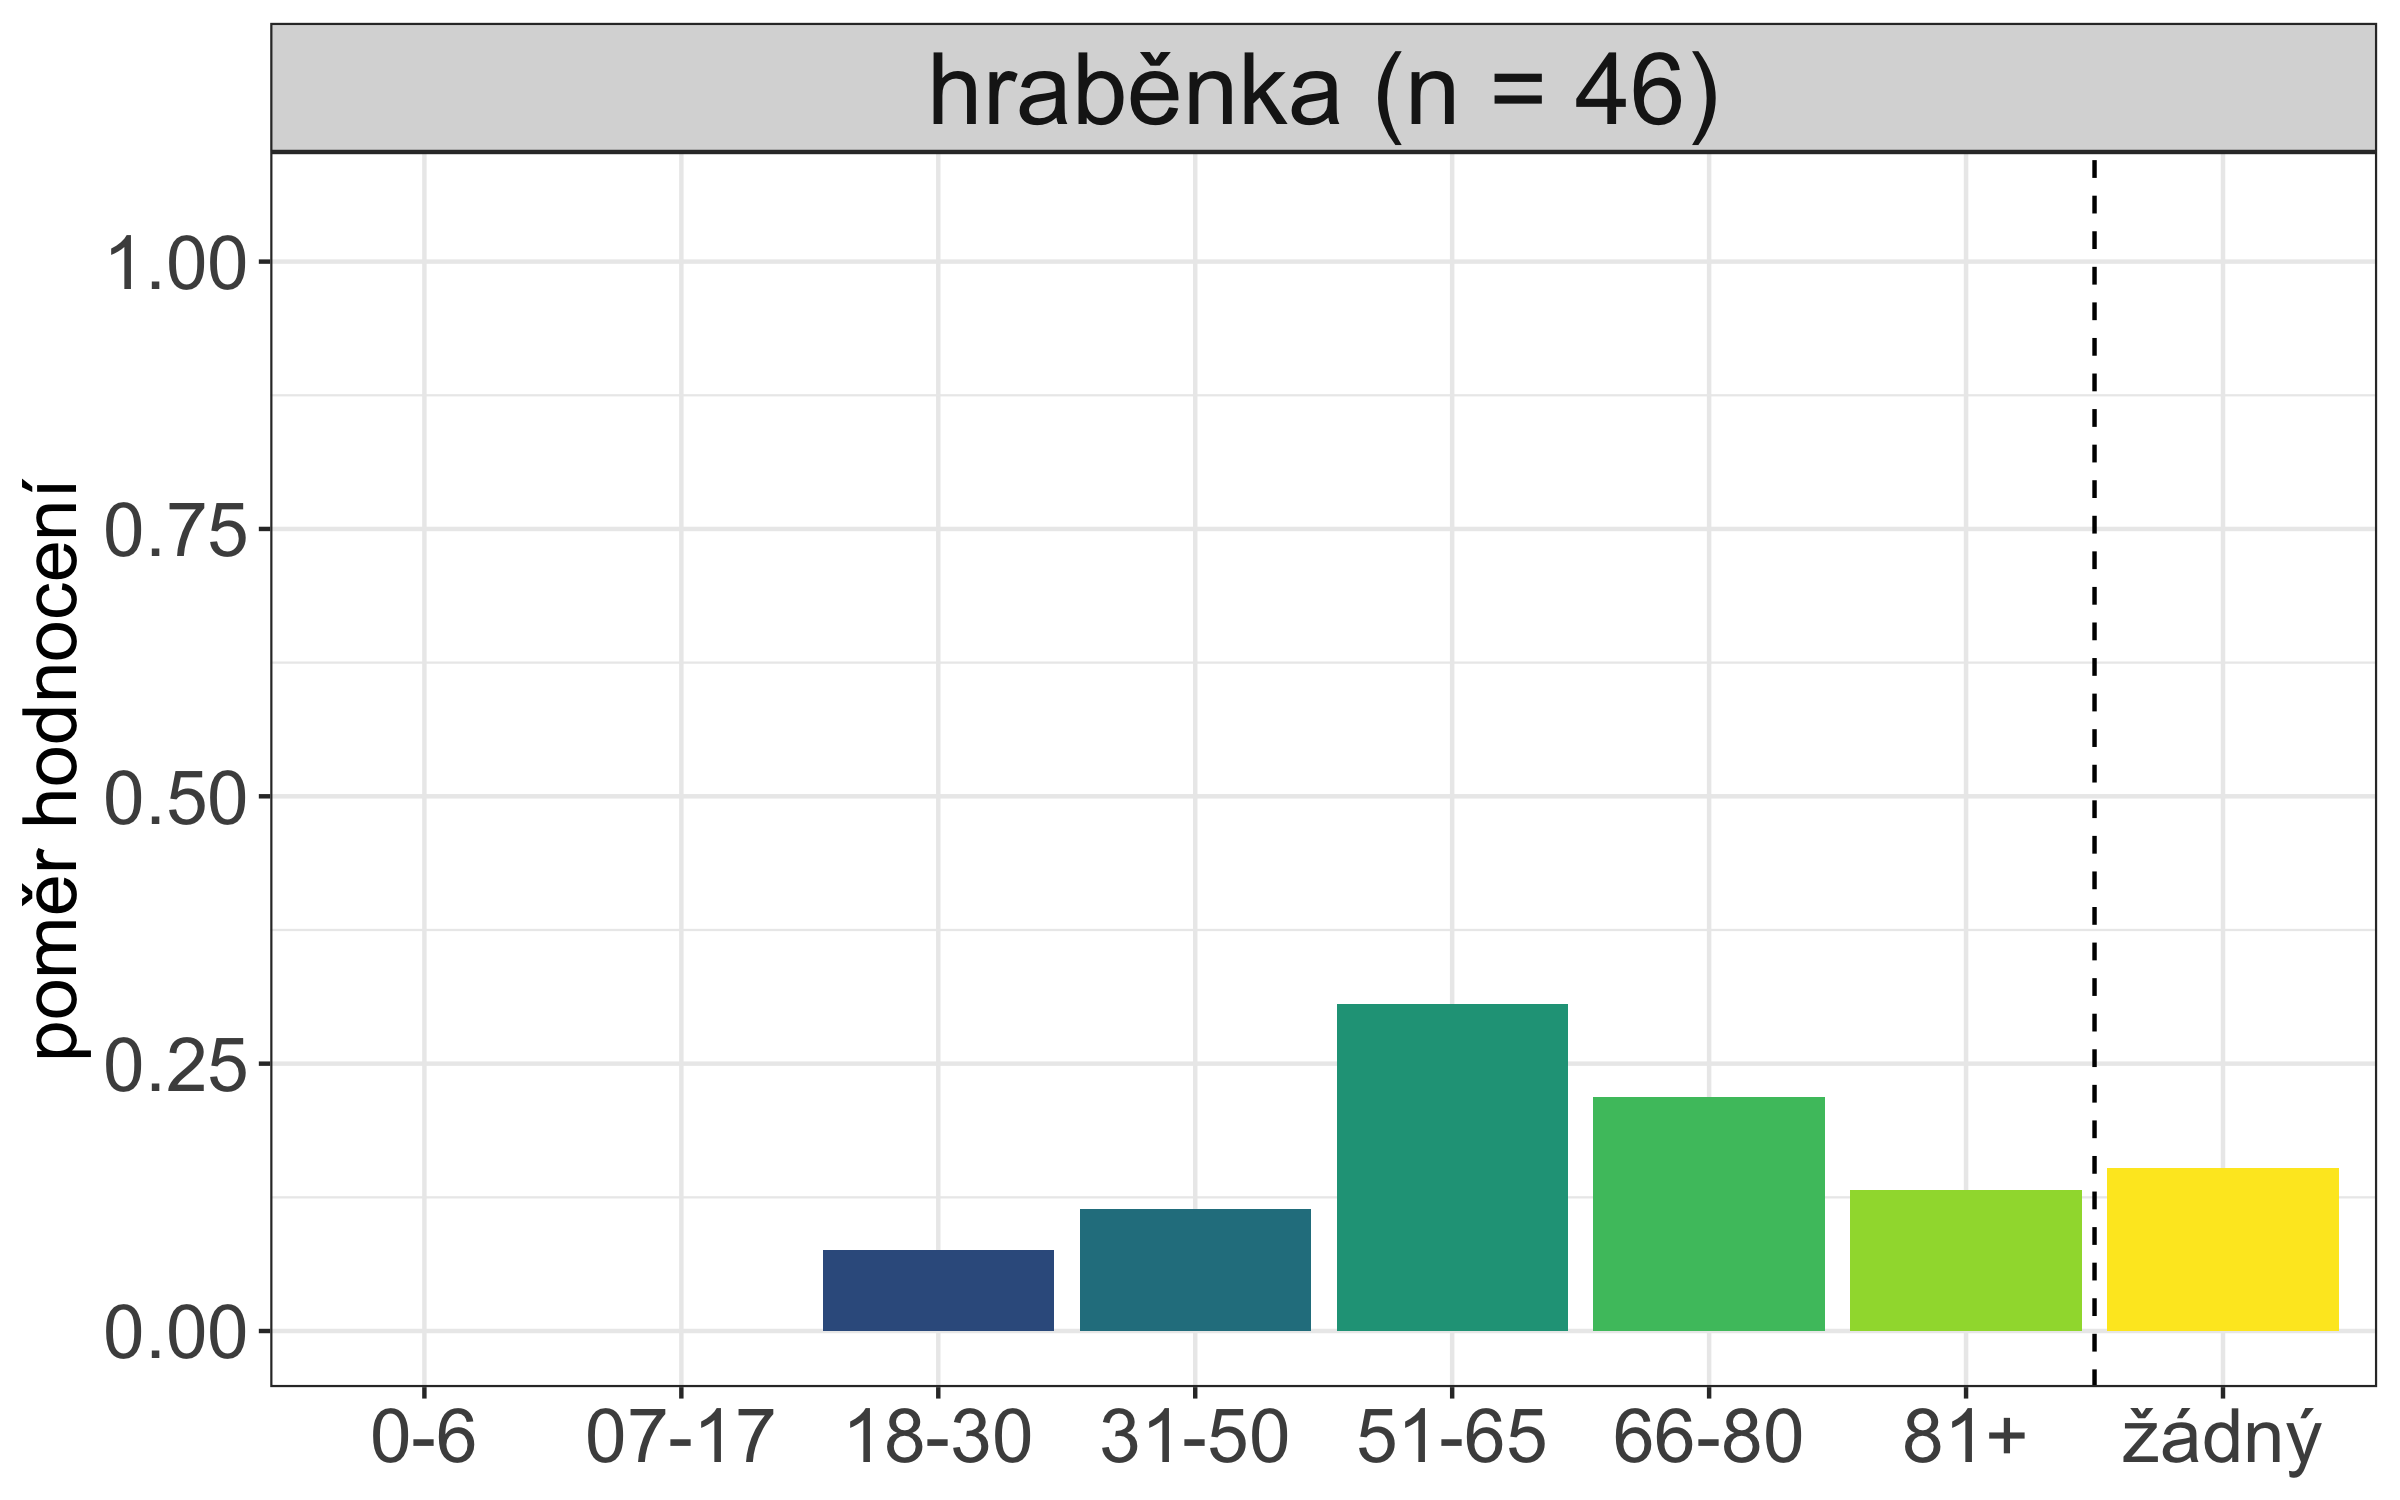 hraběnka (n = 46)
poměr hodnocení
1.00
0.75
0.50
0.25
0.00
0-6 07-17 18-30 31-50 51-65 66-80 81+ žádný